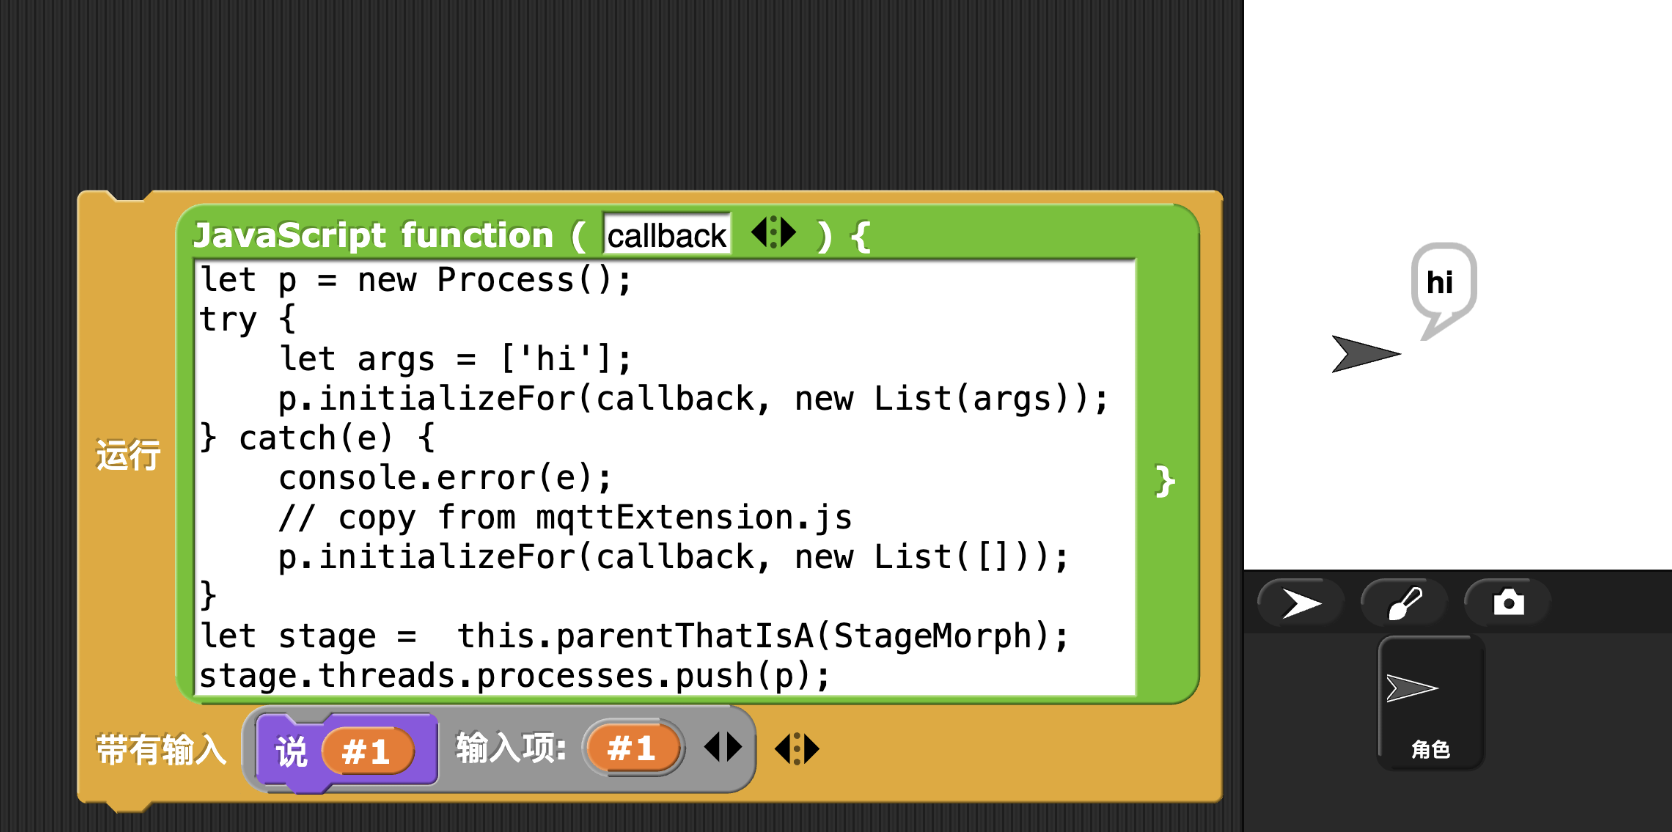 JavaScript function ( callback ) {
let p = new Process();
try {
    let args = ['hi'];
    p.initializeFor(callback, new List(args));
} catch(e) {
    console.error(e);
    // copy from mqttExtension.js
    p.initializeFor(callback, new List([]));
}
let stage =  this.parentThatIsA(StageMorph);
stage.threads.processes.push(p);
运行
}
带有输入 说 #1 输入项: #1
hi
角色